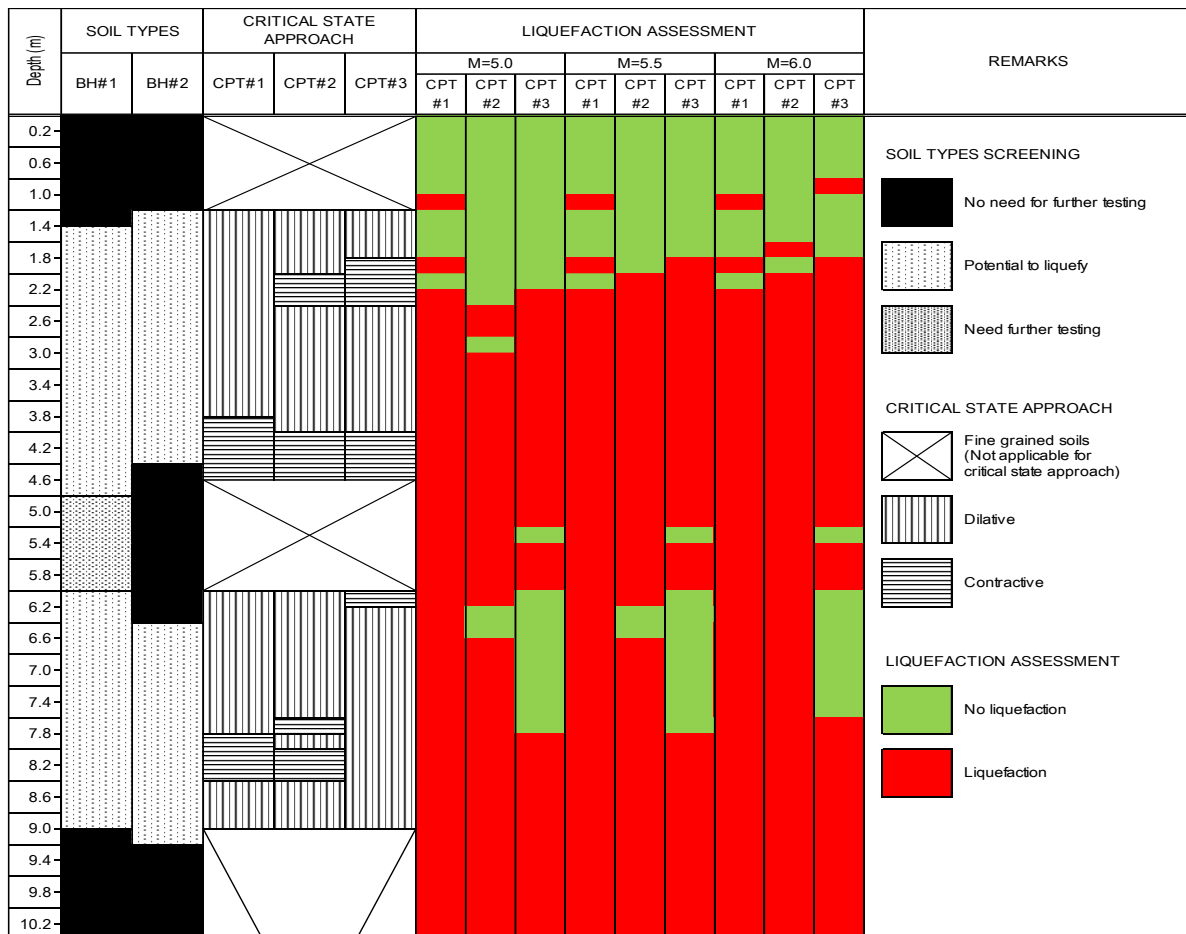 Depth (m)
SOIL TYPES
CRITICAL STATE
APPROACH
LIQUEFACTION ASSESSMENT
REMARKS
BH#1
BH#2
CPT#1
CPT#2
CPT#3
M=5.0
M=5.5
M=6.0
CPT
#1
CPT
#2
CPT
#3
CPT
#1
CPT
#2
CPT
#3
CPT
#1
CPT
#2
CPT
#3
0.2
0.6
1.0
1.4
1.8
2.2
2.6
3.0
3.4
3.8
4.2
4.6
5.0
5.4
5.8
6.2
6.6
7.0
7.4
7.8
8.2
8.6
9.0
9.4
9.8
10.2
SOIL TYPES SCREENING
No need for further testing
Potential to liquefy
Need further testing
CRITICAL STATE APPROACH
Fine grained soils
(Not applicable for
critical state approach)
Dilative
Contractive
LIQUEFACTION ASSESSMENT
No liquefaction
Liquefaction